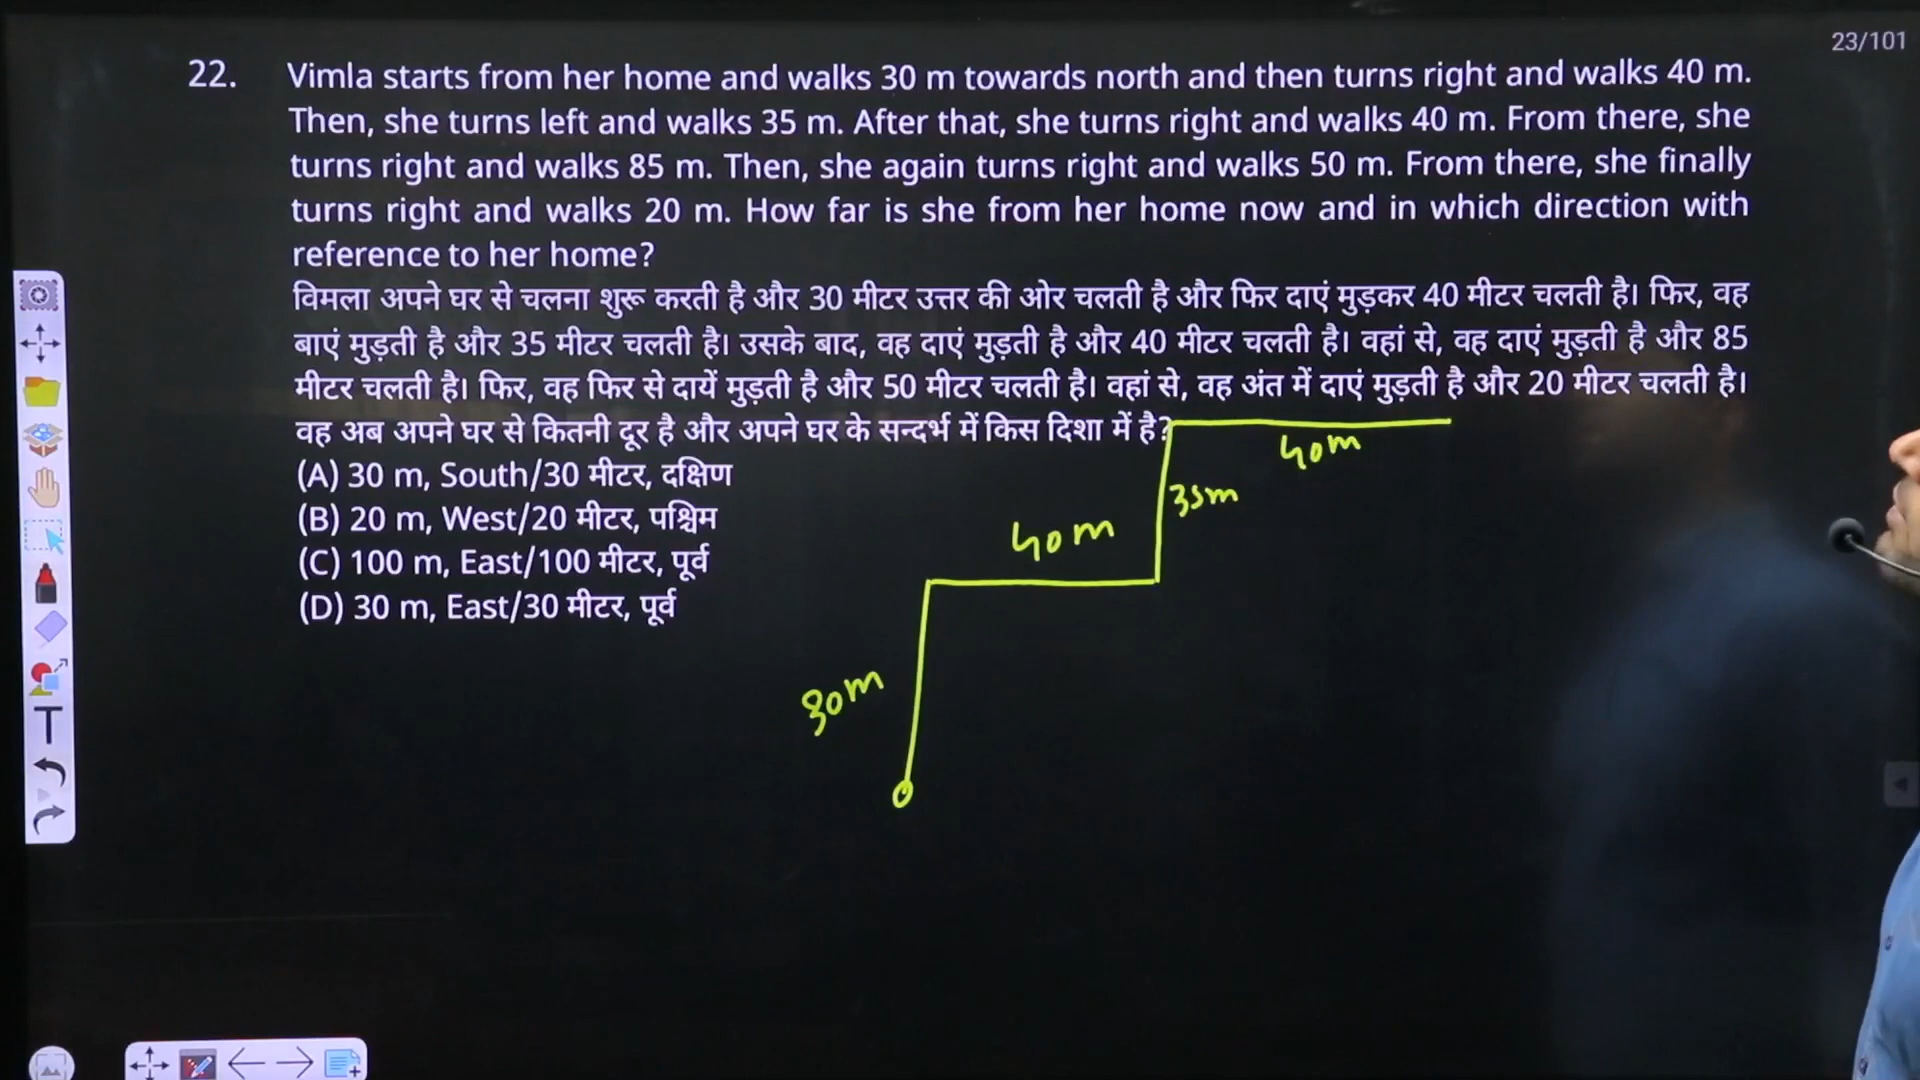 23/101
22. Vimla starts from her home and walks 30 m towards north and then turns right and walks 40 m.
Then, she turns left and walks 35 m. After that, she turns right and walks 40 m. From there, she
turns right and walks 85 m. Then, she again turns right and walks 50 m. From there, she finally
turns right and walks 20 m. How far is she from her home now and in which direction with
reference to her home?
विमला अपने घर से चलना शुरू करती है और 30 मीटर उत्तर की ओर चलती है और फिर दाएं मुड़कर 40 मीटर चलती है। फिर, वह
बाएं मुड़ती है और 35 मीटर चलती है। उसके बाद, वह दाएं मुड़ती है और 40 मीटर चलती है। वहां से, वह दाएं मुड़ती है और 85
मीटर चलती है। फिर, वह फिर से दायें मुड़ती है और 50 मीटर चलती है। वहां से, वह अंत में दाएं मुड़ती है और 20 मीटर चलती है।
वह अब अपने घर से कितनी दूर है और अपने घर के सन्दर्भ में किस दिशा में है?
(A) 30 m, South/30 मीटर, दक्षिण
(B) 20 m, West/20 मीटर, पश्चिम
(C) 100 m, East/100 मीटर, पूर्व
(D) 30 m, East/30 मीटर, पूर्व
40m
35m
40m
30m
T